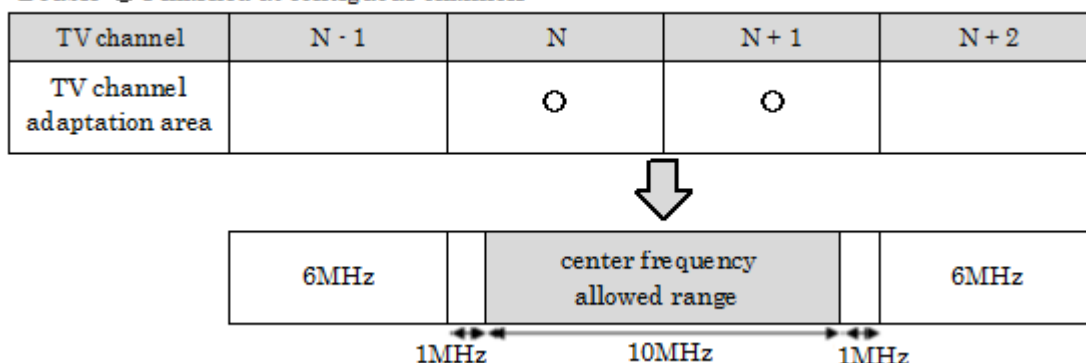 TV channel N - 1 N N + 1 N + 2
TV channel
adaptation area
○ ○
6MHz
center frequency
allowed range
6MHz
1MHz 10MHz 1MHz